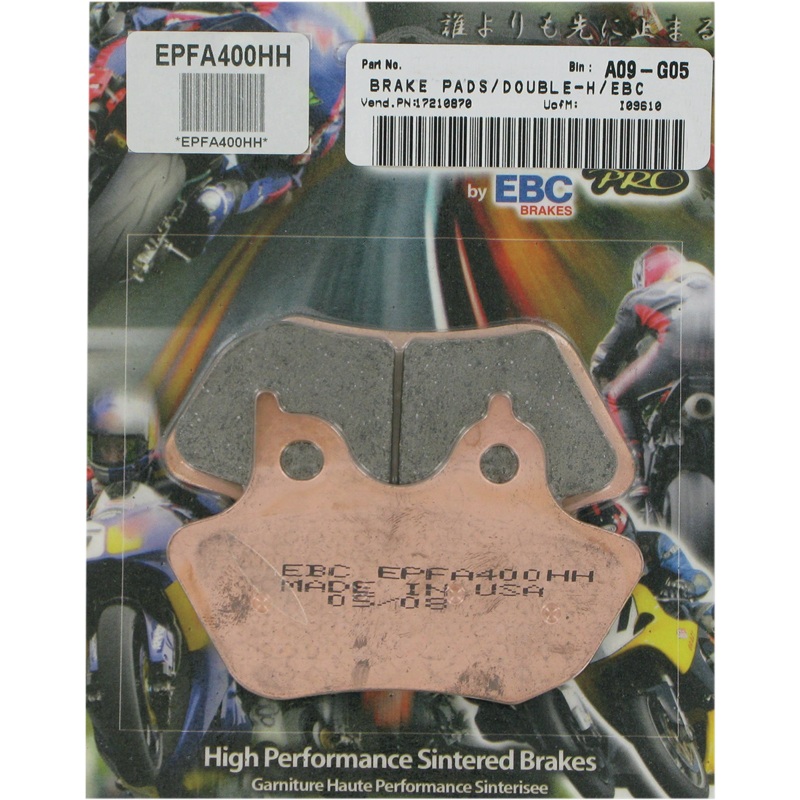 誰よりも先に止まる
EPFA400HH
*EPFA400HH*
Part No. Bin: A09-G05
BRAKE PADS/DOUBLE-H/EBC
Vend.PN:17210870 UofM: I09610
PRO
by EBC
BRAKES
EBC EPFA400HH
MADE IN USA
05/08
High Performance Sintered Brakes
Garniture Haute Performance Sinterisee